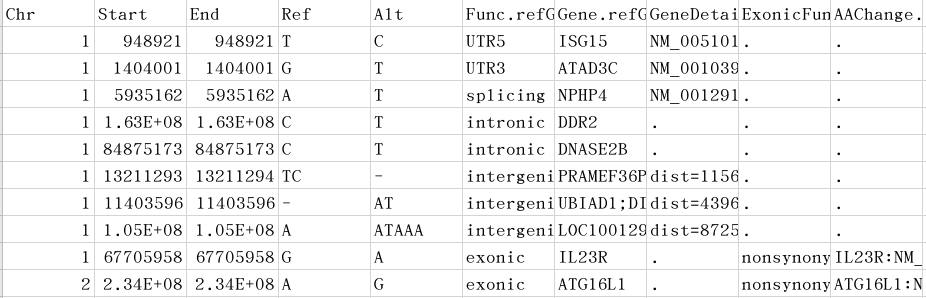 Chr Start End Ref Alt Func.refG Gene.refG GeneDetai ExonicFun AAChange.
1 948921 948921 T C UTR5 ISG15 NM_005101 . .
1 1404001 1404001 G T UTR3 ATAD3C NM_001039 . .
1 5935162 5935162 A T splicing NPHP4 NM_001291 . .
1 1.63E+08 1.63E+08 C T intronic DDR2 . . .
1 84875173 84875173 C T intronic DNASE2B . . .
1 13211293 13211294 TC - intergeni PRAMEF36P dist=1156 . .
1 11403596 11403596 - AT intergeni UBIAD1;DI dist=4396 . .
1 1.05E+08 1.05E+08 A ATAAA intergeni LOC100129 dist=8725 . .
1 67705958 67705958 G A exonic IL23R . nonsynony IL23R:NM_
2 2.34E+08 2.34E+08 A G exonic ATG16L1 . nonsynony ATG16L1:N